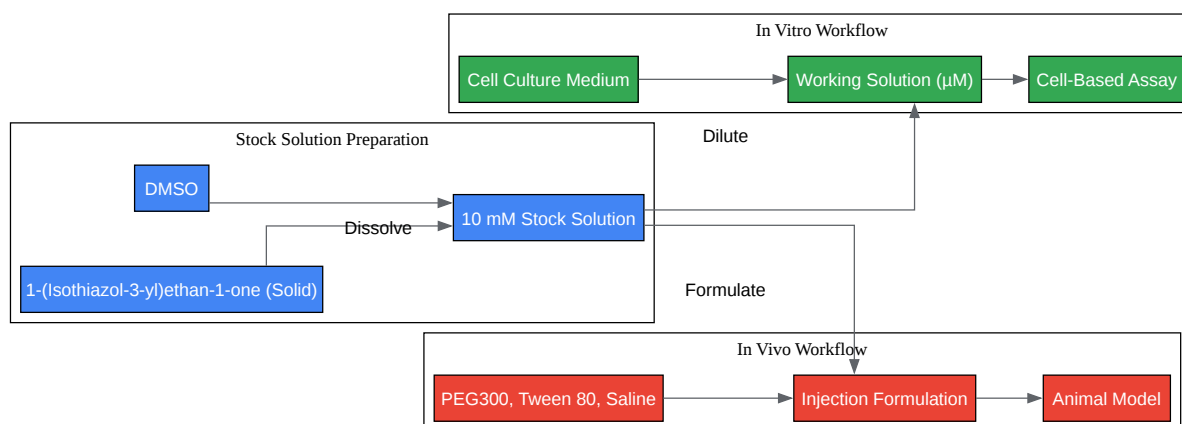 In Vitro Workflow
Cell Culture Medium
Working Solution (µM)
Cell-Based Assay
Dilute
Stock Solution Preparation
DMSO
10 mM Stock Solution
Dissolve
1-(Isothiazol-3-yl)ethan-1-one (Solid)
Formulate
In Vivo Workflow
PEG300, Tween 80, Saline
Injection Formulation
Animal Model